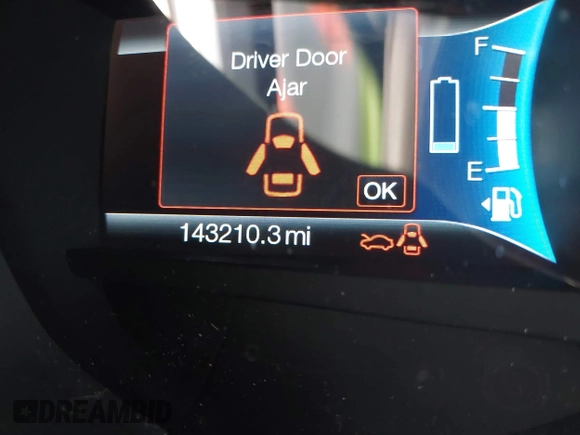 Driver Door
Ajar
OK
F
E
143210.3 mi
DREAMBID